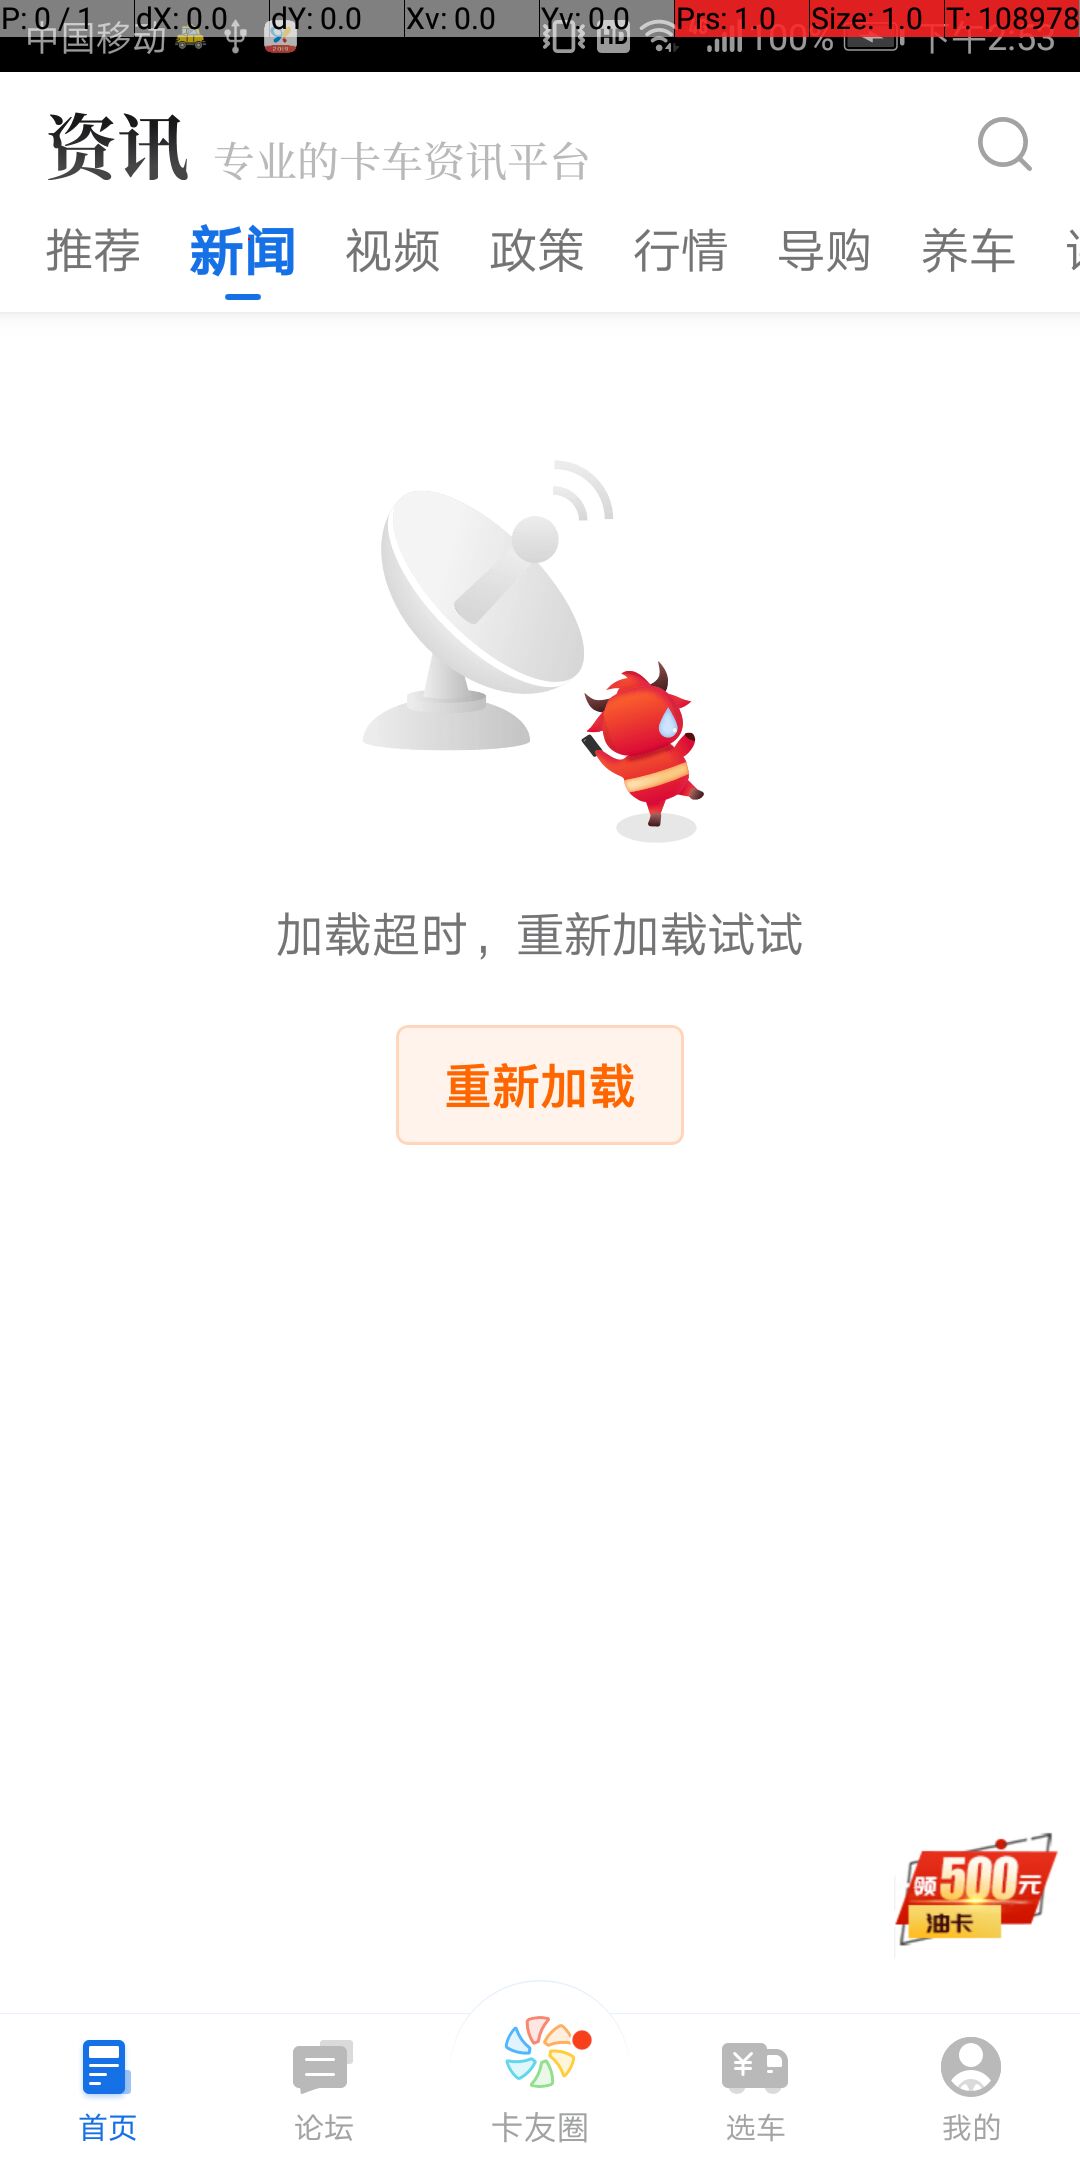 P: 0 / 1 dX: 0.0 dY: 0.0 Xv: 0.0 Yv: 0.0 Prs: 1.0 Size: 1.0 T: 108978
中国移动 HD 100% 下午2:53
资讯 专业的卡车资讯平台
推荐 新闻 视频 政策 行情 导购 养车
加载超时，重新加载试试
重新加载
领500元
油卡
首页 论坛 卡友圈 选车 我的